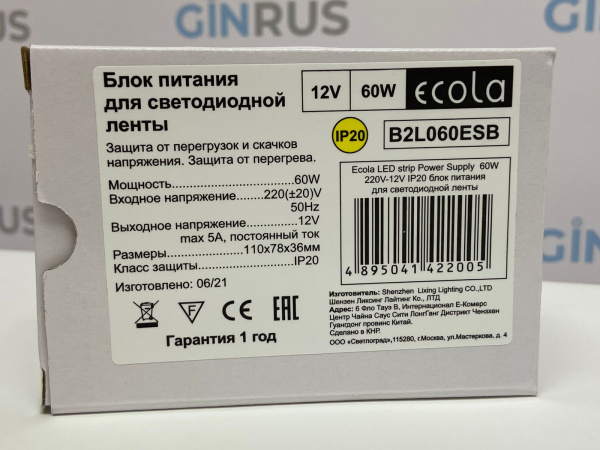 GINRUS
GINRUS
GINRUS
Блок питания
для светодиодной
ленты
Защита от перегрузок и скачков
напряжения. Защита от перегрева.
Мощность..............................60W
Входное напряжение..........220(±20)V
50Hz
Выходное напряжение...............12V
max 5A, постоянный ток
Размеры.....................110x78x36мм
Класс защиты.........................IP20
Изготовлено: 06/21
F CE EAC
Гарантия 1 год
12V 60W ecola
IP20 B2L060ESB
Ecola LED strip Power Supply 60W
220V-12V IP20 блок питания
для светодиодной ленты
4 895041 422005
Изготовитель: Shenzhen Lixing Lighting CO.,LTD
Шензен Ликсинг Лайтинг Ко., ЛТД
Адрес: 6 Фло Тауэ В, Интернационал Е-Комерс
Центр Чайна Саус Сити ЛонгГанг Дистрикт Чензхан
Гуангдонг провинс Китай.
Сделано в КНР.
ООО «Светлоград»,115280, г.Москва, ул.Мастеркова, д. 4